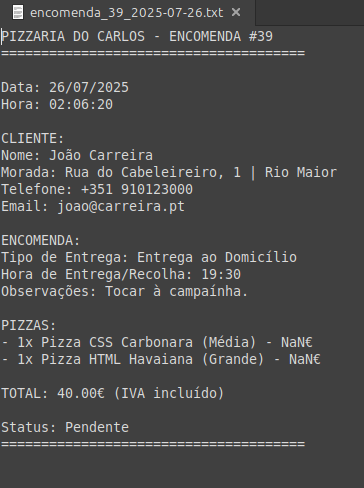 encomenda_39_2025-07-26.txt
PIZZARIA DO CARLOS - ENCOMENDA #39
======================================
Data: 26/07/2025
Hora: 02:06:20
CLIENTE:
Nome: João Carreira
Morada: Rua do Cabeleireiro, 1 | Rio Maior
Telefone: +351 910123000
Email: joao@carreira.pt
ENCOMENDA:
Tipo de Entrega: Entrega ao Domicílio
Hora de Entrega/Recolha: 19:30
Observações: Tocar à campaínha.
PIZZAS:
- 1x Pizza CSS Carbonara (Média) - NaN€
- 1x Pizza HTML Havaiana (Grande) - NaN€
TOTAL: 40.00€ (IVA incluído)
Status: Pendente
======================================